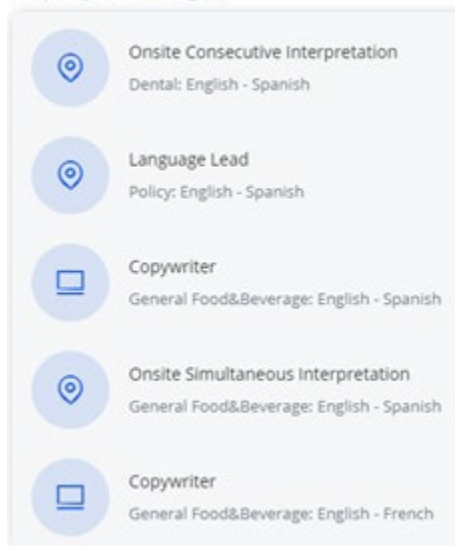 Onsite Consecutive Interpretation
Dental: English - Spanish
Language Lead
Policy: English - Spanish
Copywriter
General Food&Beverage: English - Spanish
Onsite Simultaneous Interpretation
General Food&Beverage: English - Spanish
Copywriter
General Food&Beverage: English - French